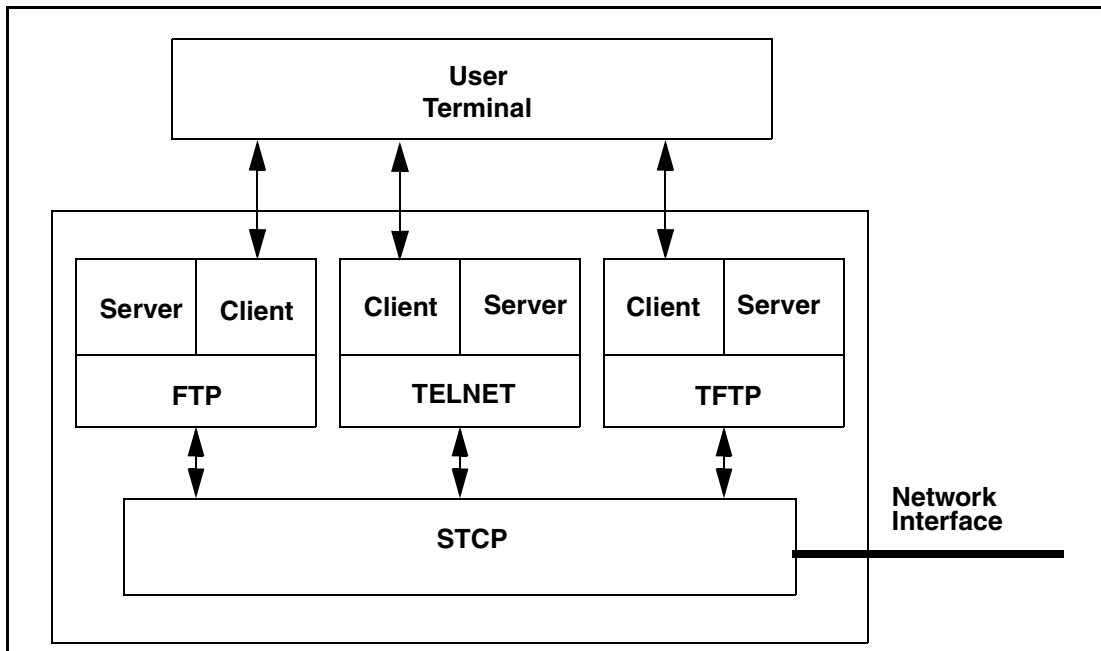 User
Terminal
Server
Client
Client
Server
Client
Server
FTP
TELNET
TFTP
STCP
Network
Interface